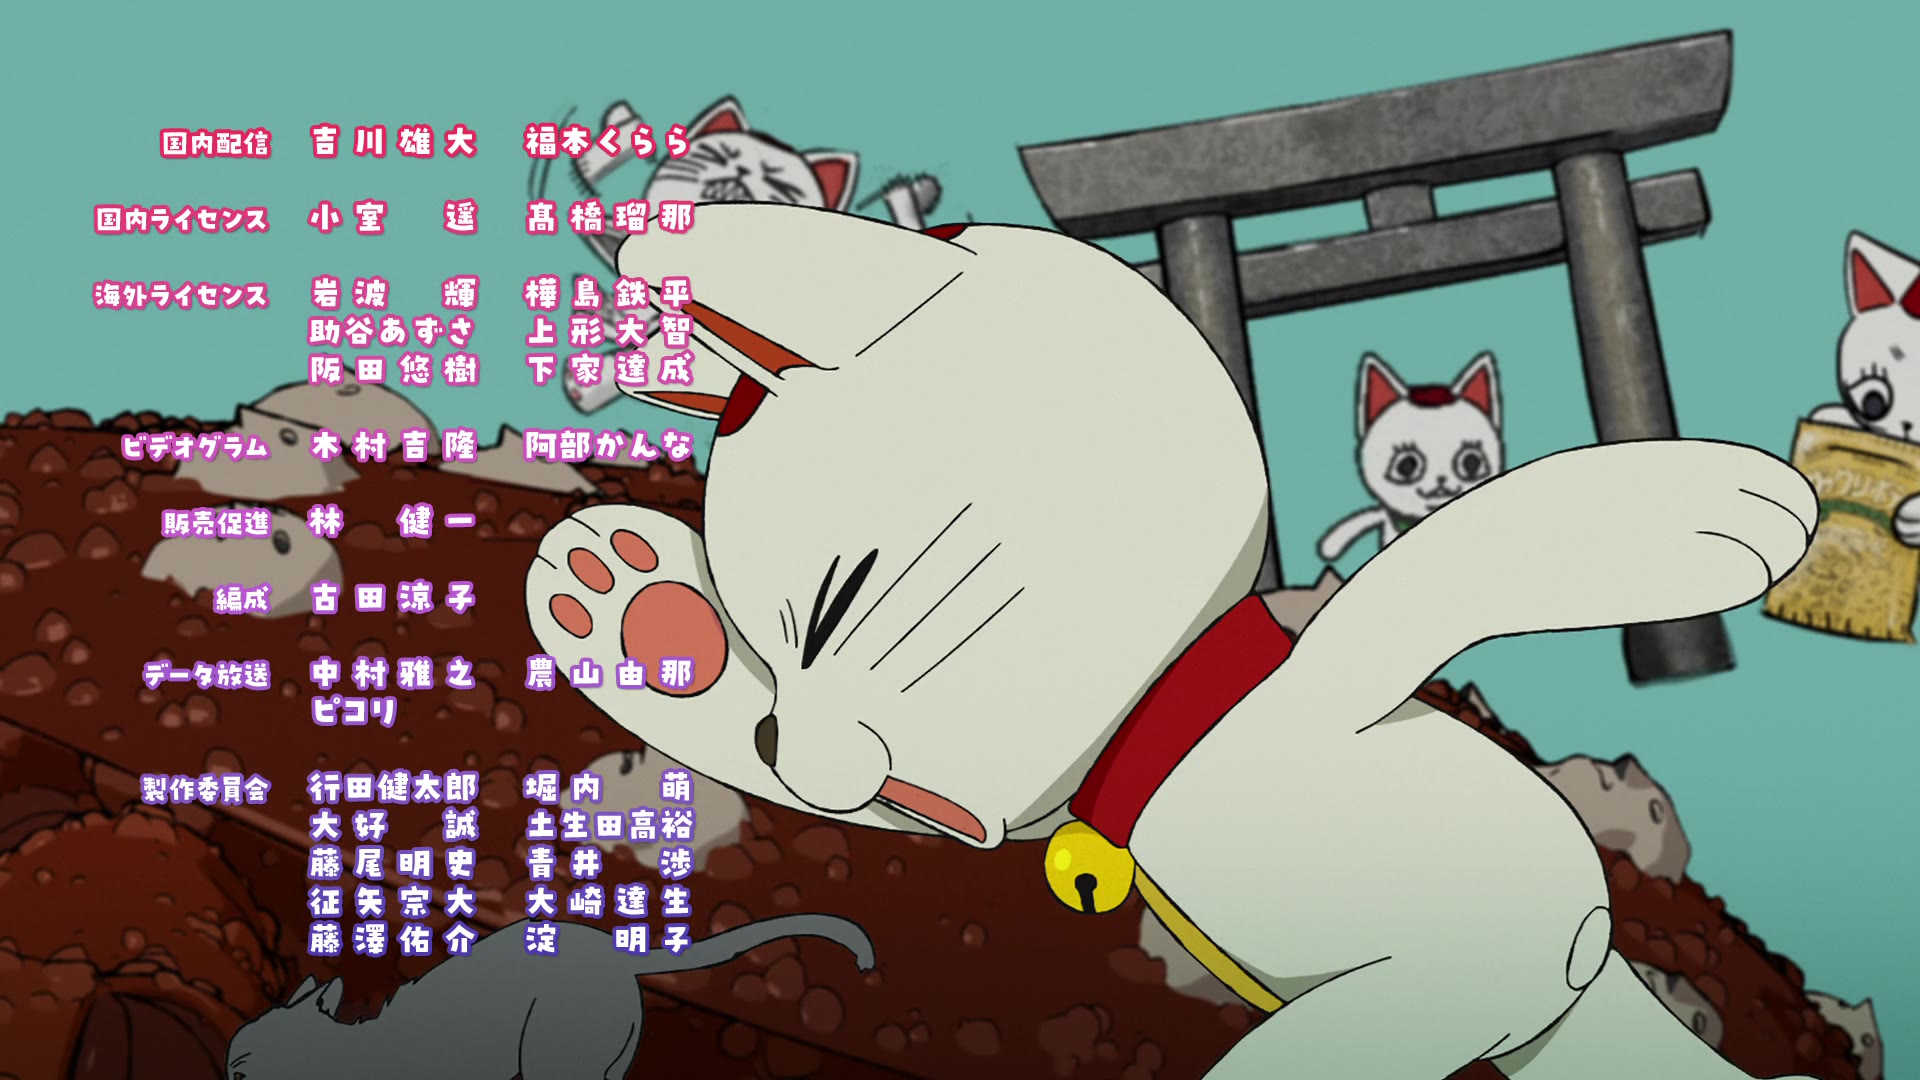 国内配信 吉川雄大 福本くらら
国内ライセンス 小室 遥 髙橋瑠那
海外ライセンス 岩波 輝 樺島鉄平
助谷あずさ 上形大智
阪田悠樹 下家達成
ビデオグラム 木村吉隆 阿部かんな
販売促進 林 健一
編成 古田涼子
データ放送 中村雅之 農山由那
ピコリ
製作委員会 行田健太郎 堀内 萌
大好 誠 土生田高裕
藤尾明史 青井 渉
征矢宗大 大崎達生
藤澤佑介 淀 明子